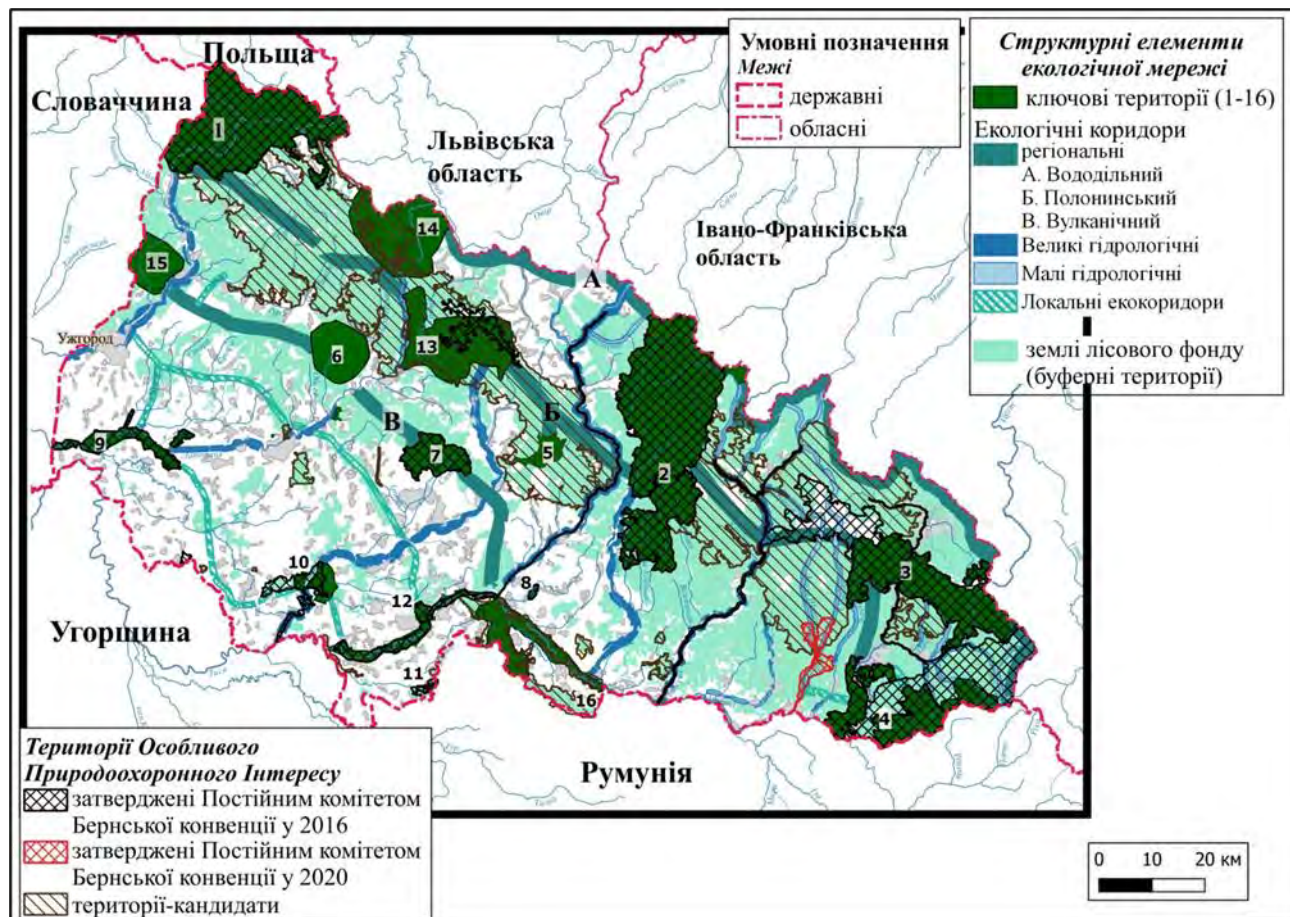 Польща
Словаччина
Львівська
область
Івано-Франківська
область
Ужгород
Угорщина
Румунія
1
14
15
А
6
13
Б
В
5
7
9
2
10
8
12
3
11
16
4
Умовні позначення
Межі
державні
обласні
Структурні елементи
екологічної мережі
ключові території (1-16)
Екологічні коридори
регіональні
А. Вододільний
Б. Полонинський
В. Вулканічний
Великі гідрологічні
Малі гідрологічні
Локальні екокоридори
землі лісового фонду
(буферні території)
Території Особливого
Природоохоронного Інтересу
затверджені Постійним комітетом
Бернської конвенції у 2016
затверджені Постійним комітетом
Бернської конвенції у 2020
території-кандидати
0 10 20 км